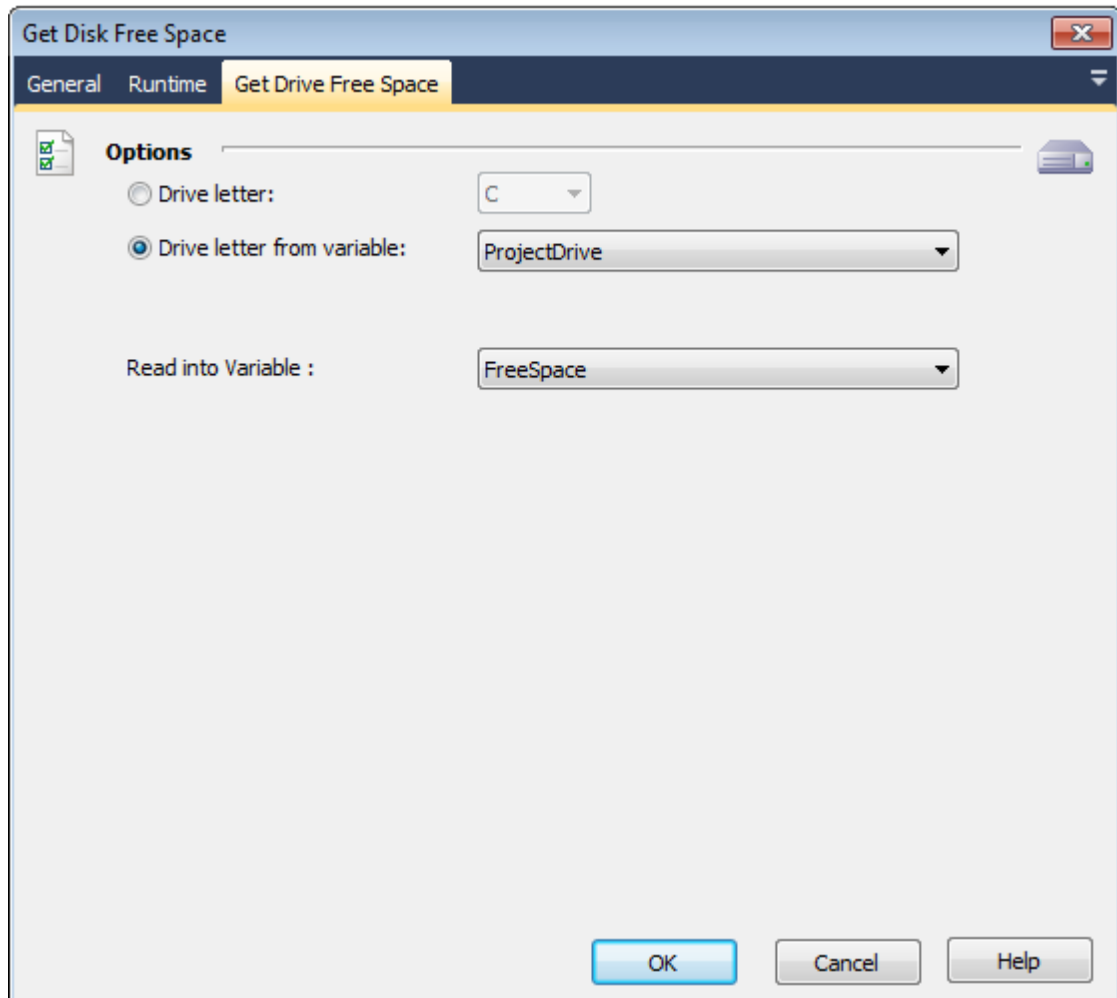 Get Disk Free Space
General Runtime Get Drive Free Space
Options
Drive letter: C
Drive letter from variable: ProjectDrive
Read into Variable : FreeSpace
OK Cancel Help